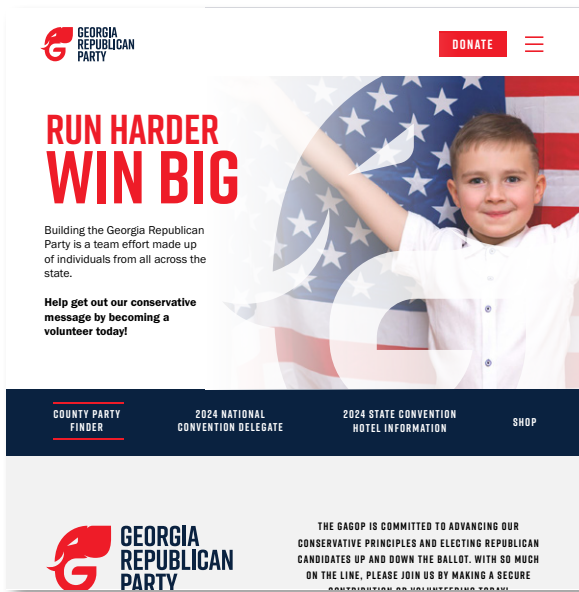 GEORGIA
REPUBLICAN
PARTY
DONATE
RUN HARDER
WIN BIG
Building the Georgia Republican
Party is a team effort made up
of individuals from all across the
state.
Help get out our conservative
message by becoming a
volunteer today!
COUNTY PARTY
FINDER
2024 NATIONAL
CONVENTION DELEGATE
2024 STATE CONVENTION
HOTEL INFORMATION
SHOP
GEORGIA
REPUBLICAN
PARTY
THE GAGOP IS COMMITTED TO ADVANCING OUR
CONSERVATIVE PRINCIPLES AND ELECTING REPUBLICAN
CANDIDATES UP AND DOWN THE BALLOT. WITH SO MUCH
ON THE LINE, PLEASE JOIN US BY MAKING A SECURE
CONTRIBUTION OR VOLUNTEERING TODAY!